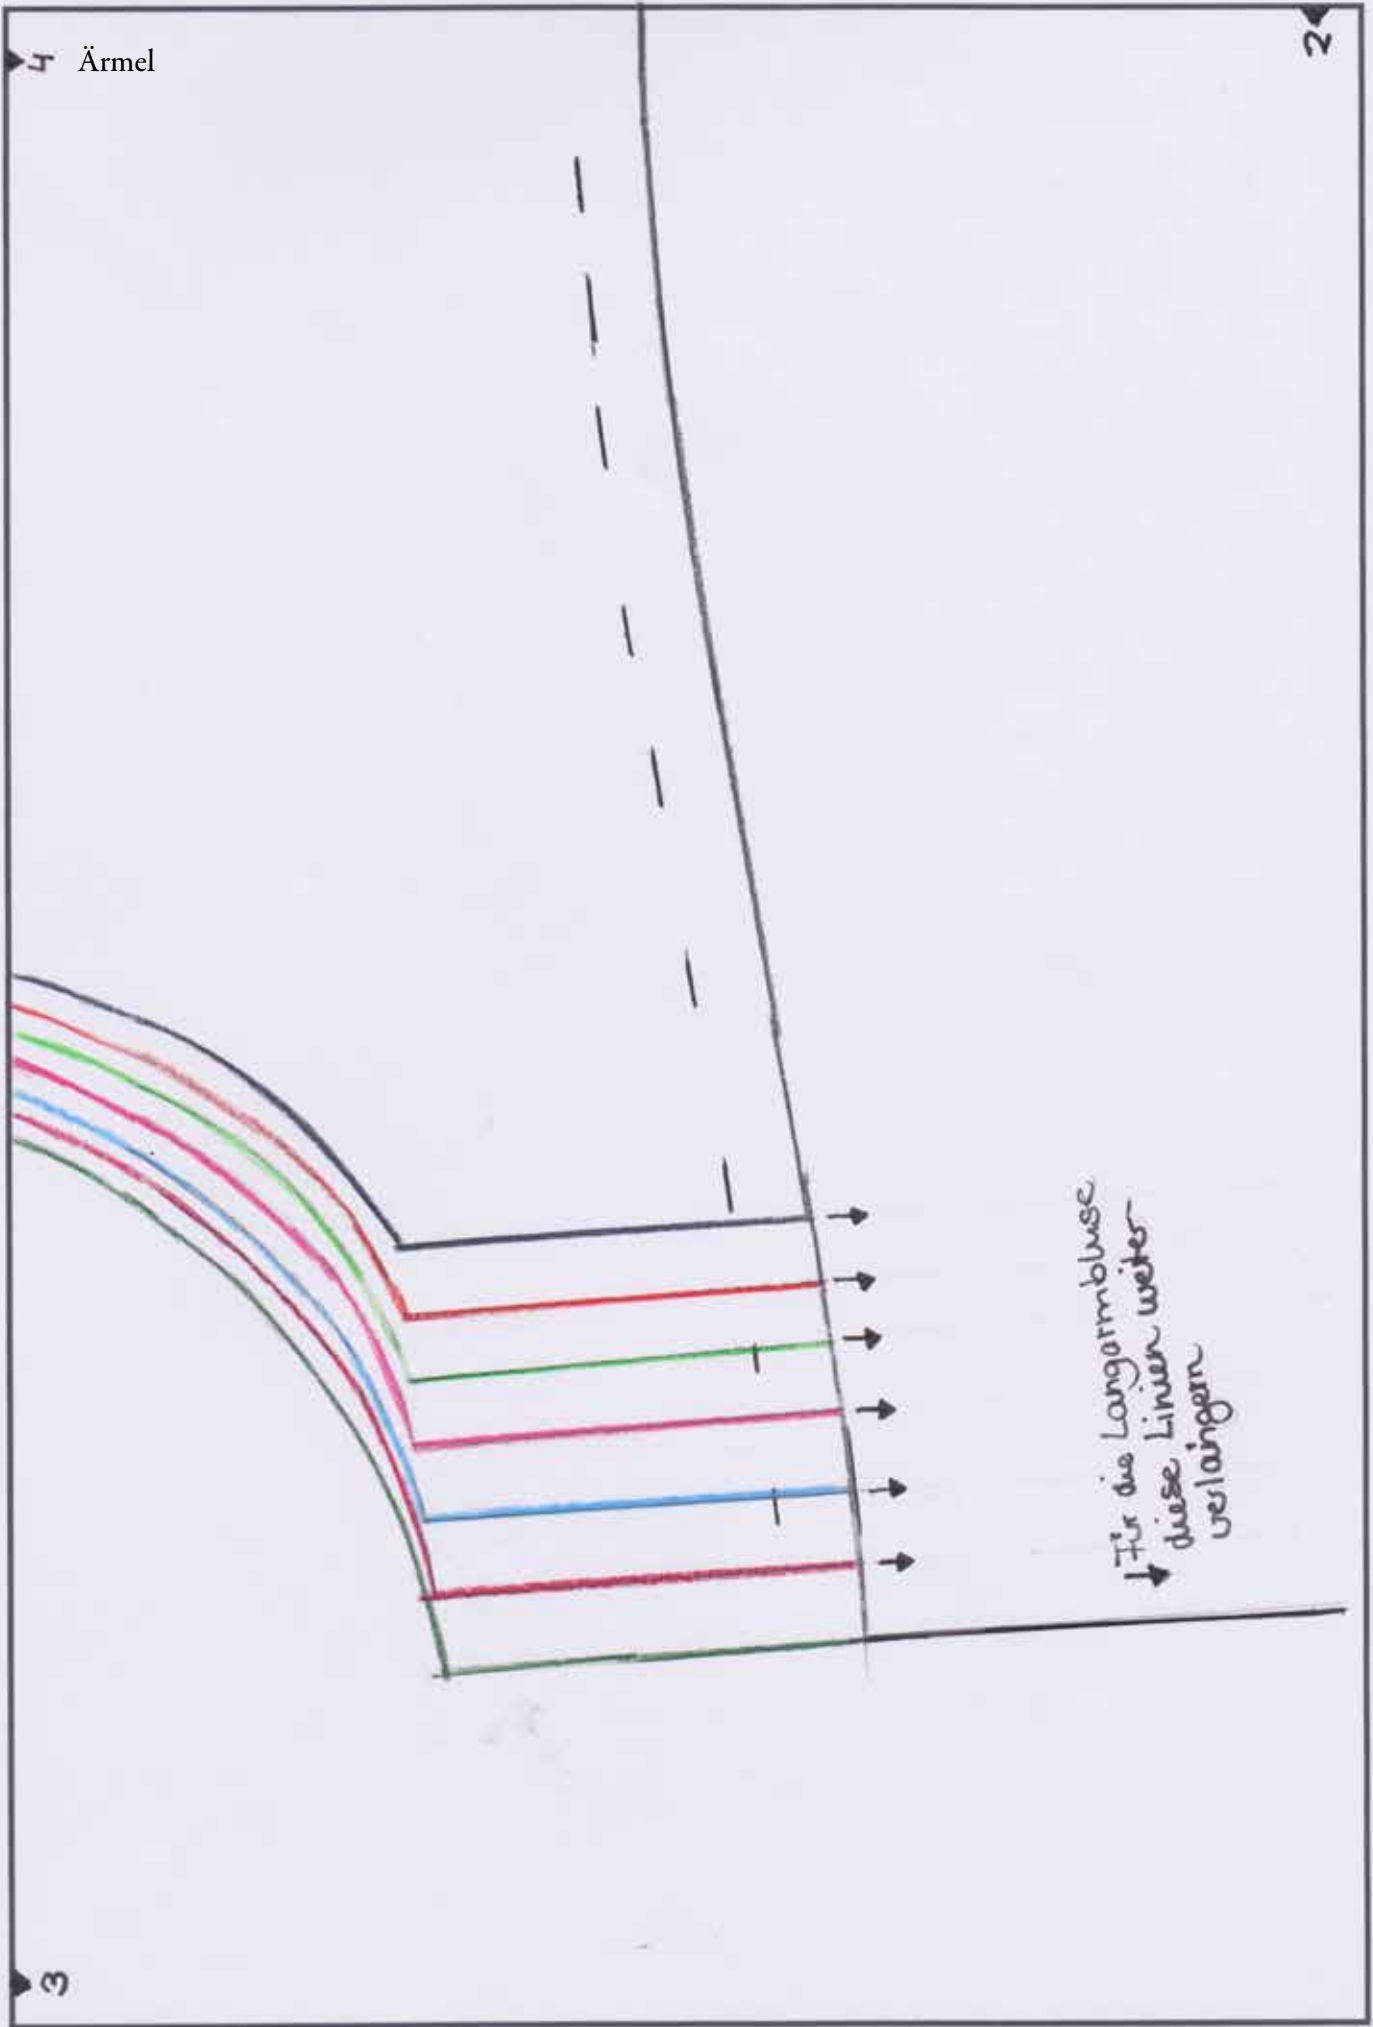 4 Ärmel
2
Für die Langarmbluse
diese Linien weiter
verlängern
3